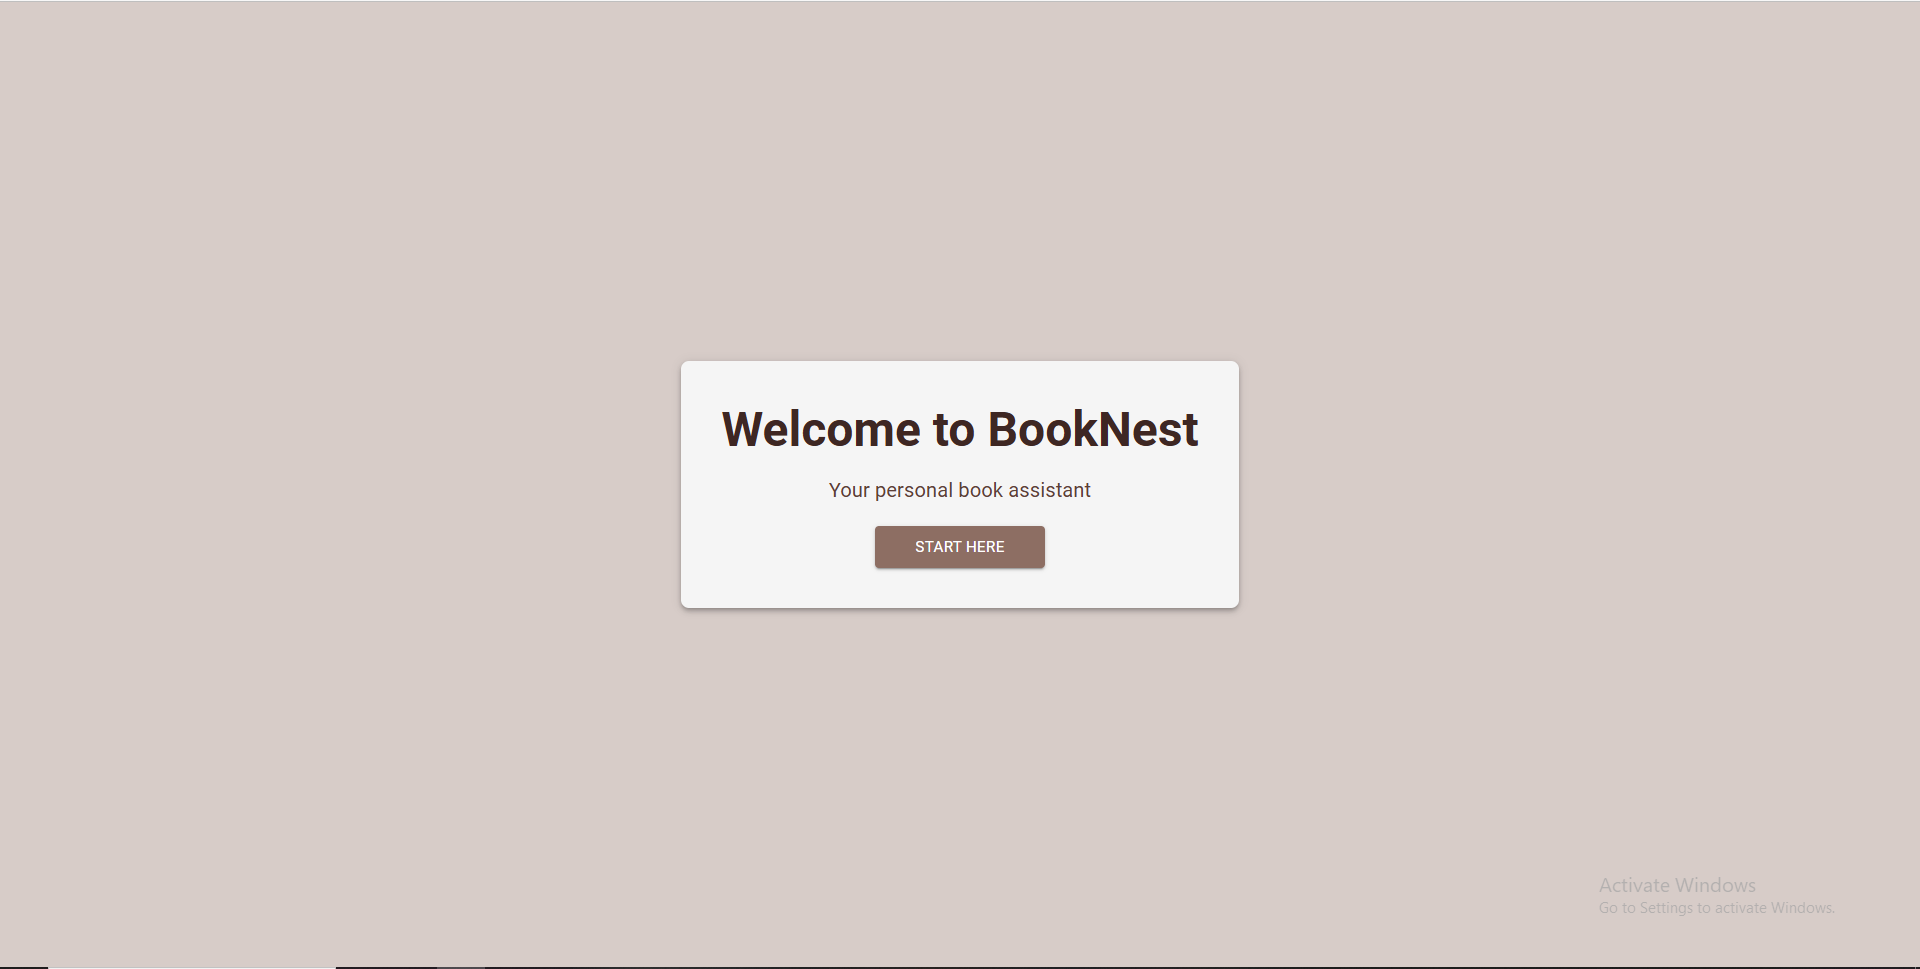 Welcome to BookNest
Your personal book assistant
START HERE
Activate Windows
Go to Settings to activate Windows.